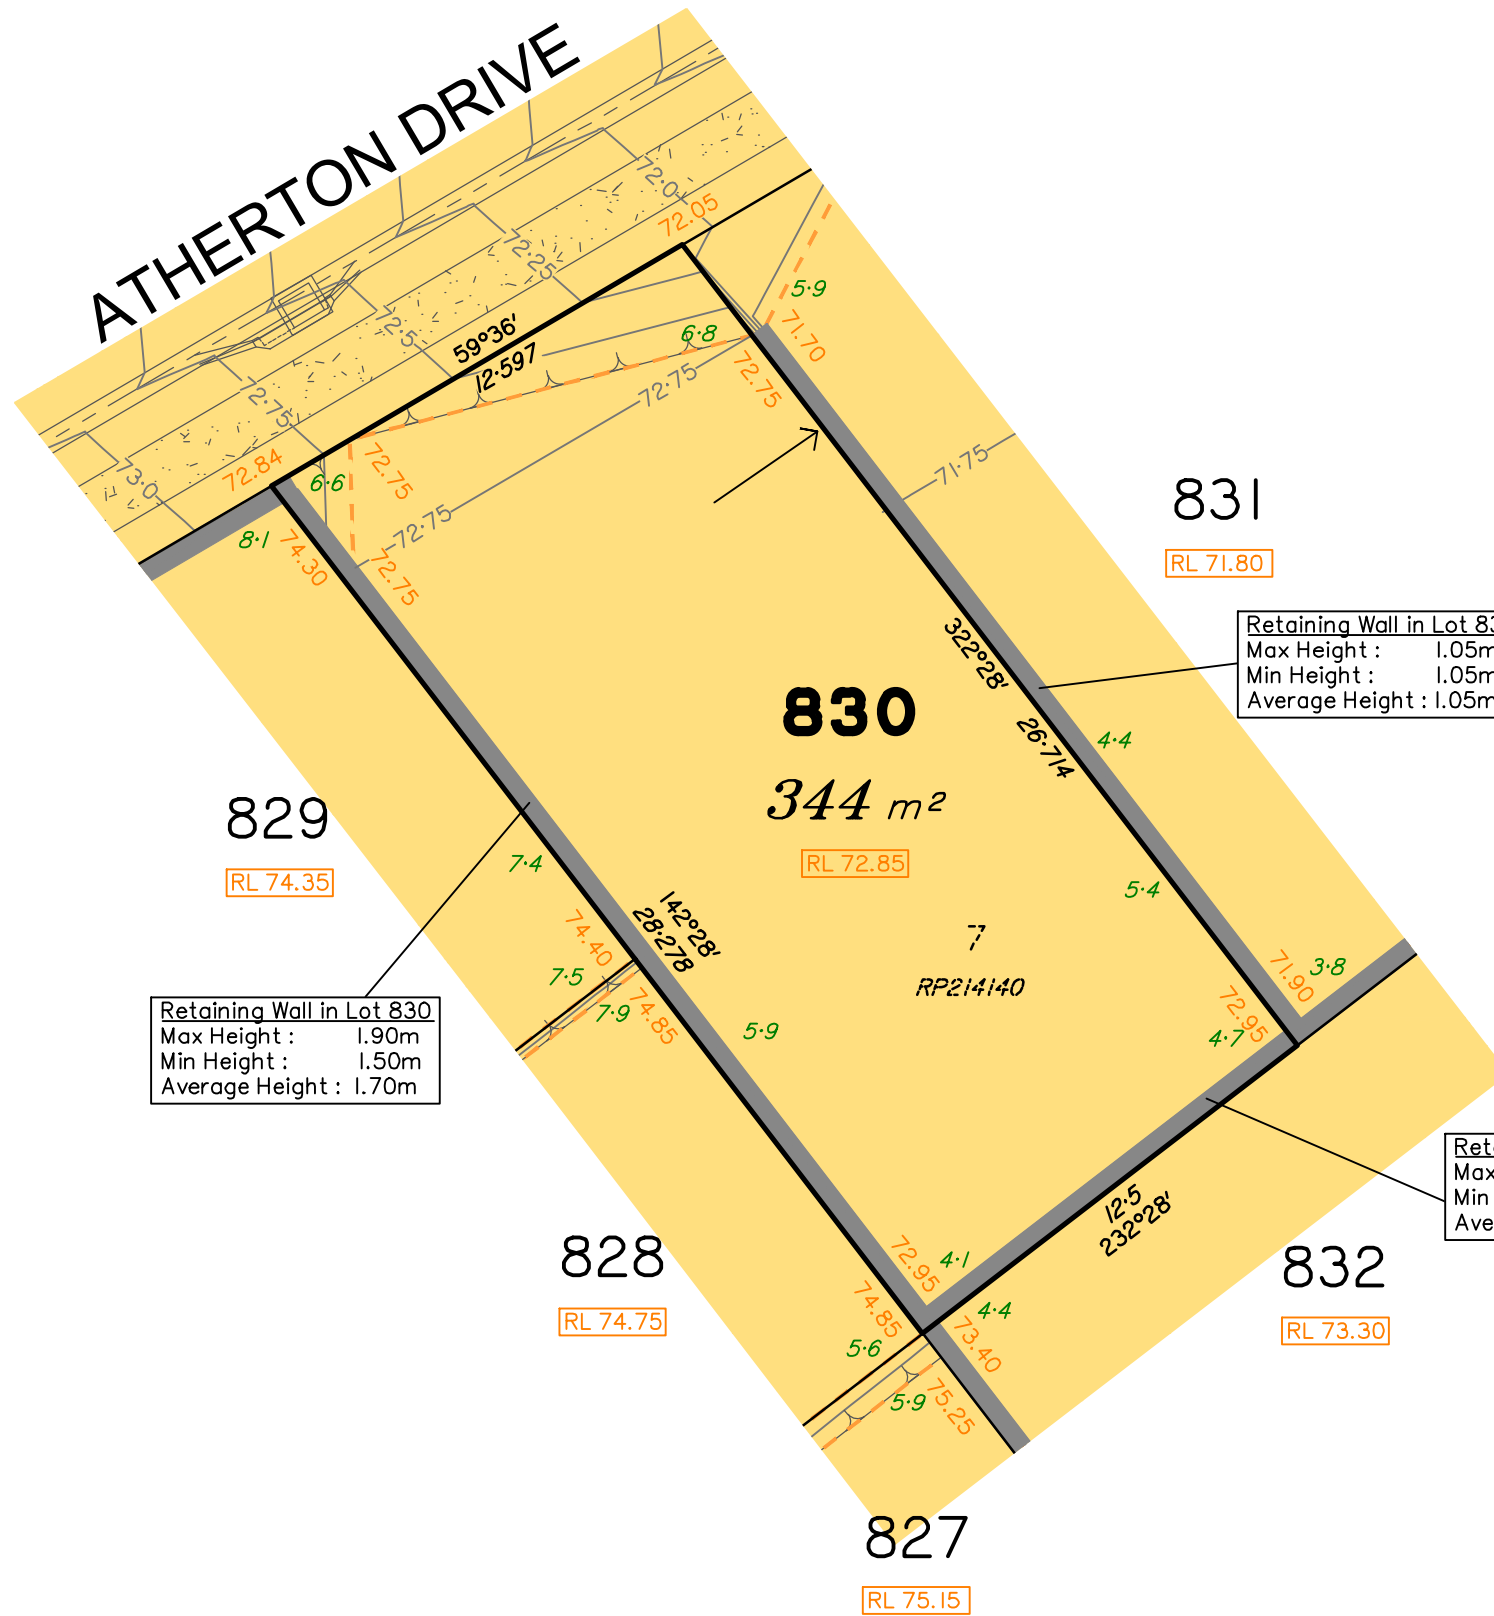 ATHERTON DRIVE
72·0
72.05
72·25
72·5
72·75
73·0
72.84
59°36'
12·597
5·9
71.70
6·8
72.75
72·75
72.75
6·6
72·75
72.75
8·1
74.30
71·75
831
RL 71.80
Retaining Wall in Lot 83
Max Height : 1.05m
Min Height : 1.05m
Average Height : 1.05m
322°28'
26·714
4·4
830
344 m²
RL 72.85
829
RL 74.35
7·4
142°28'
28·278
74.40
7·5
7·9
74.85
5·9
5·4
7
RP214140
Retaining Wall in Lot 830
Max Height : 1.90m
Min Height : 1.50m
Average Height : 1.70m
71.90
3·8
72.95
4·7
Ret
Max
Min
Ave
12·5
232°28'
828
RL 74.75
72.95
4·1
74.85
4·4
73.40
5·6
5·9
75.25
832
RL 73.30
827
RL 75.15